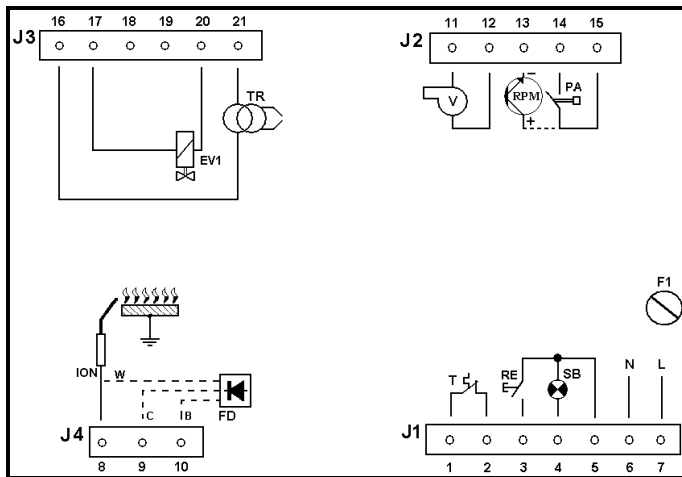 16 17 18 19 20 21
J3
TR
EV1
11 12 13 14 15
J2
V
RPM
PA
–
+
F1
ION
W
C
B
FD
J4
8 9 10
T
RE
SB
N
L
J1
1 2 3 4 5 6 7